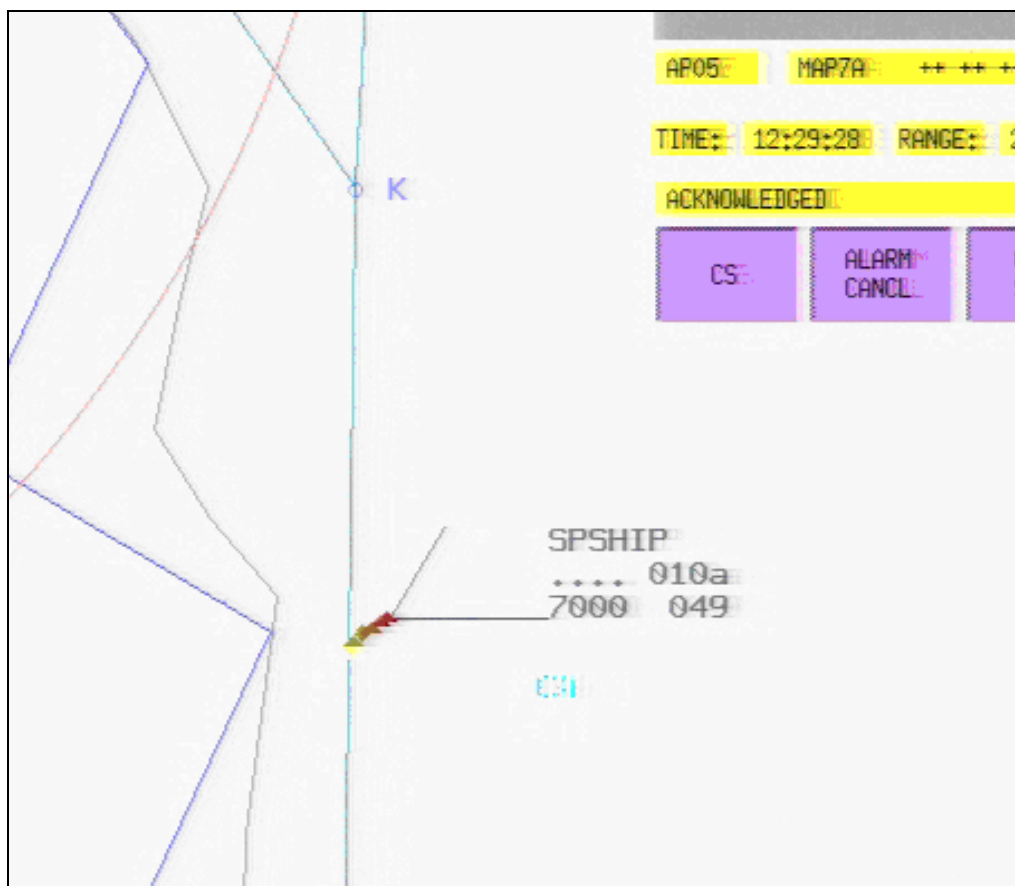 AP05 MAP7A ++ ++
TIME: 12:29:28 RANGE:
ACKNOWLEDGED
CS ALARM
CANCL
K
SPSHIP
.... 010a
7000 049